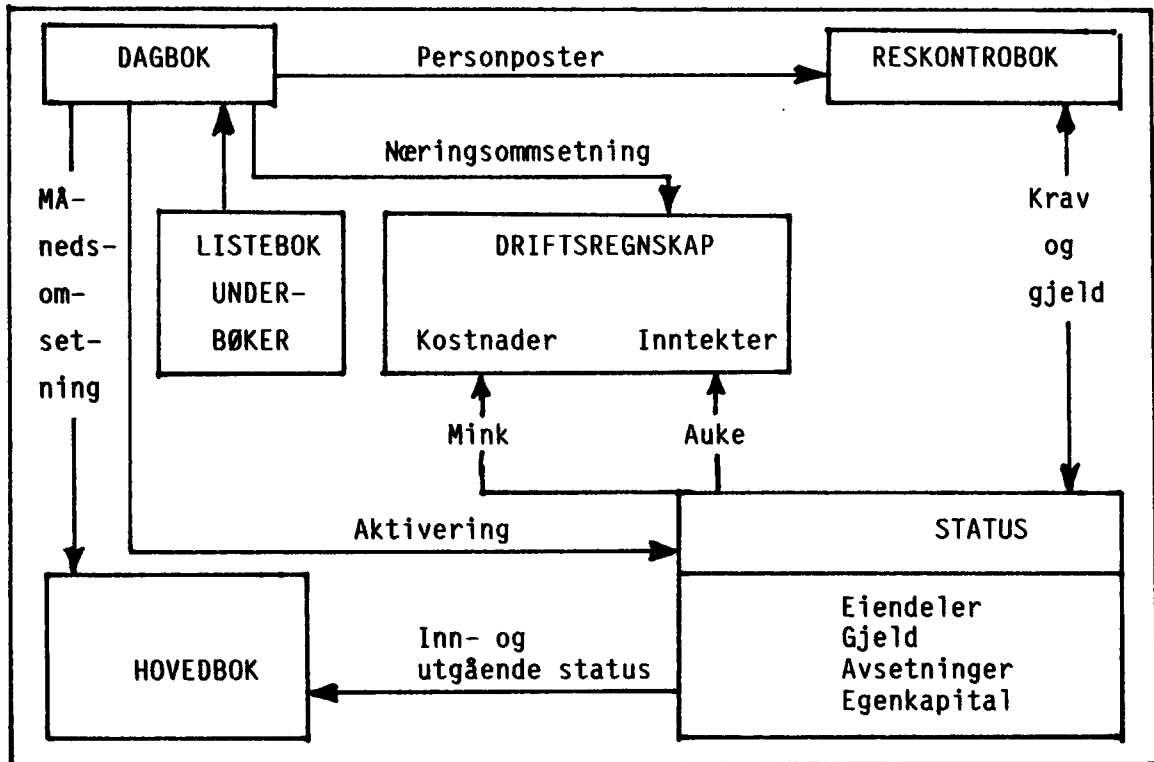 DAGBOK
Personposter
RESKONTROBOK
Næringsommsetning
MÅ-
neds-
om-
set-
ning
LISTEBOK
UNDER-
BØKER
DRIFTSREGNSKAP
Kostnader Inntekter
Krav
og
gjeld
Mink
Auke
Aktivering
STATUS
Eiendeler
Gjeld
Avsetninger
Egenkapital
Inn- og
utgående status
HOVEDBOK